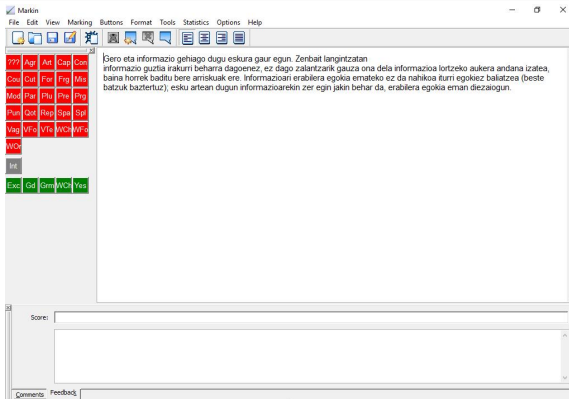 Markin
File Edit View Marking Buttons Format Tools Statistics Options Help
??? Agr Art Cap Con
Cou Cut For Frg Mis
Mod Par Plu Pre Prg
Pun Qot Rep Spa Spl
Vag VFo VTe WCh WFo
WOr
Int
Exc Gd Grm WCh Yes
Gero eta informazio gehiago dugu eskura gaur egun. Zenbait langintzatan
informazio guztia irakurri beharra dagoenez, ez dago zalantzarik gauza ona dela informazioa lortzeko aukera andana izatea,
baina horrek baditu bere arriskuak ere. Informazioari erabilera egokia emateko ez da nahikoa iturri egokiez baliatzea (beste
batzuk baztertuz); esku artean dugun informazioarekin zer egin jakin behar da, erabilera egokia eman diezaiogun.
Score:
Comments Feedback